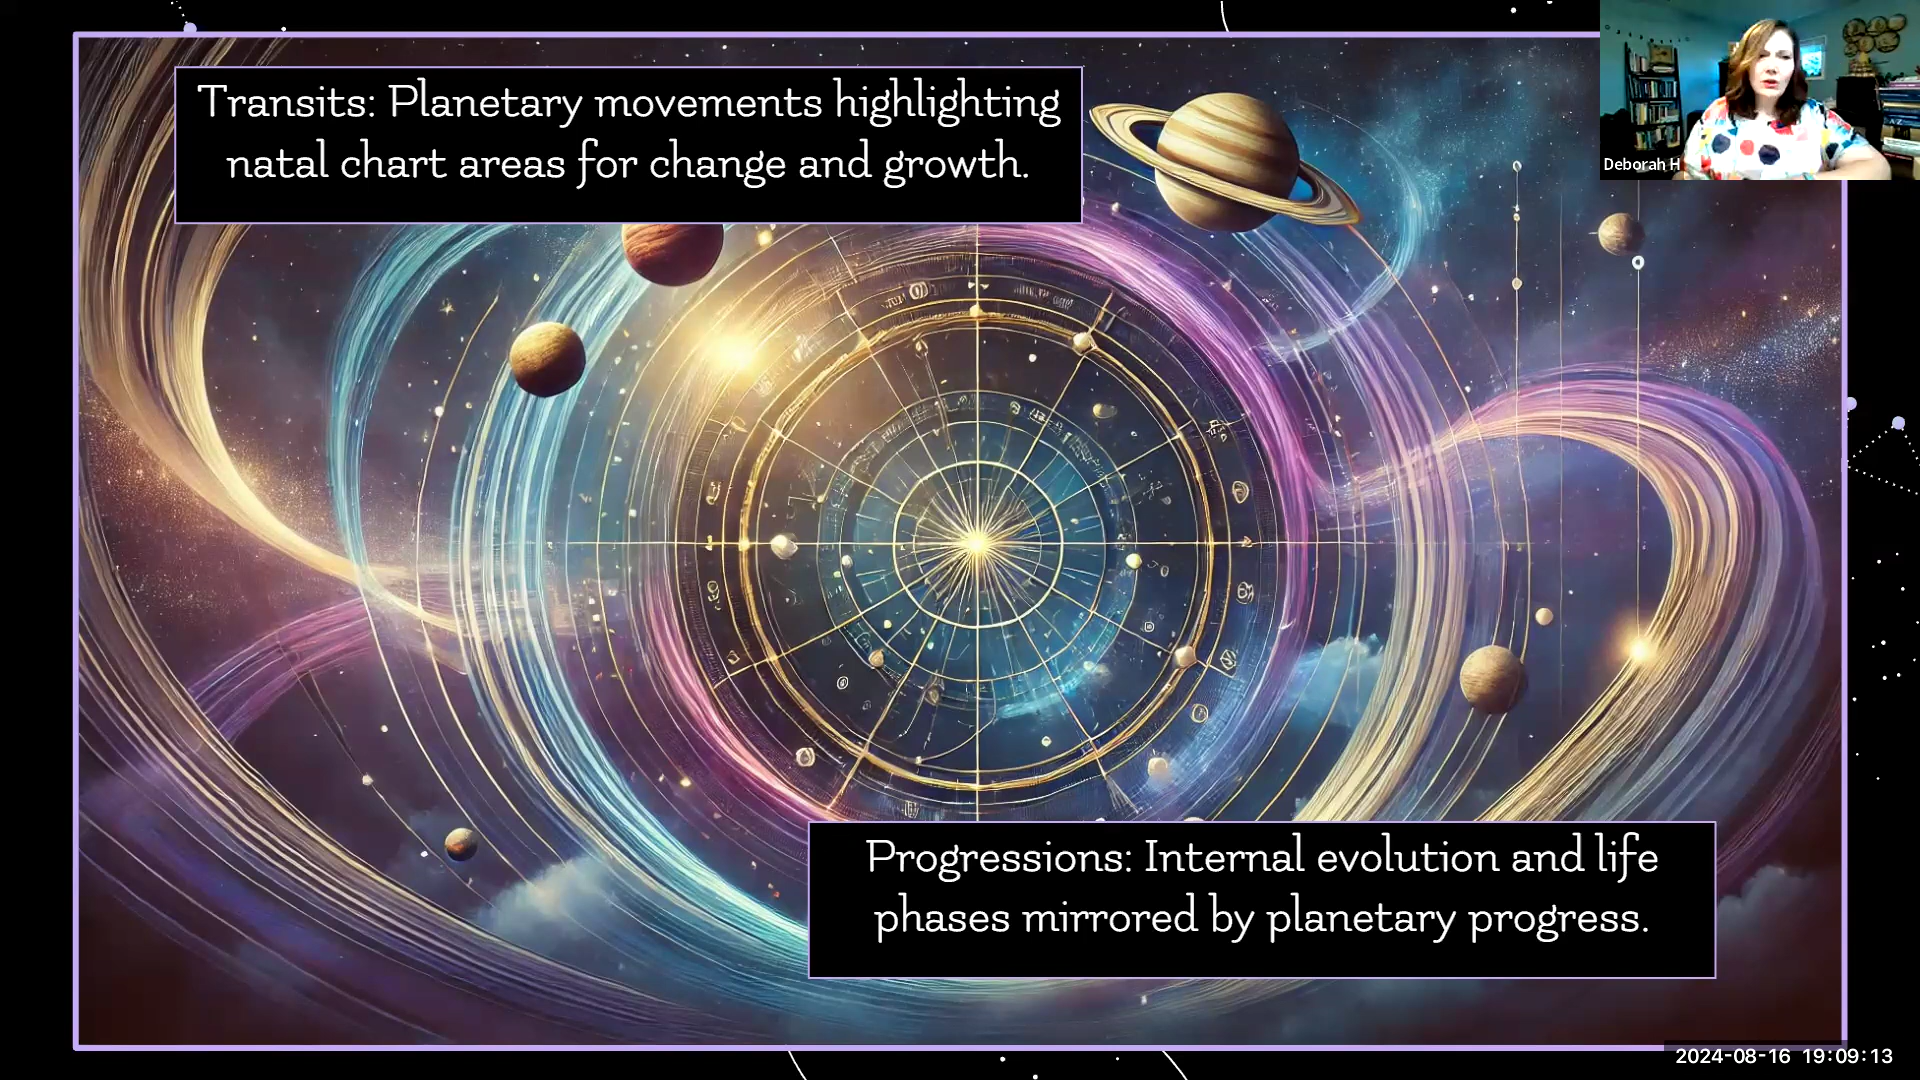 Transits: Planetary movements highlighting
natal chart areas for change and growth.
Deborah H
Progressions: Internal evolution and life
phases mirrored by planetary progress.
2024-08-16 19:09:13